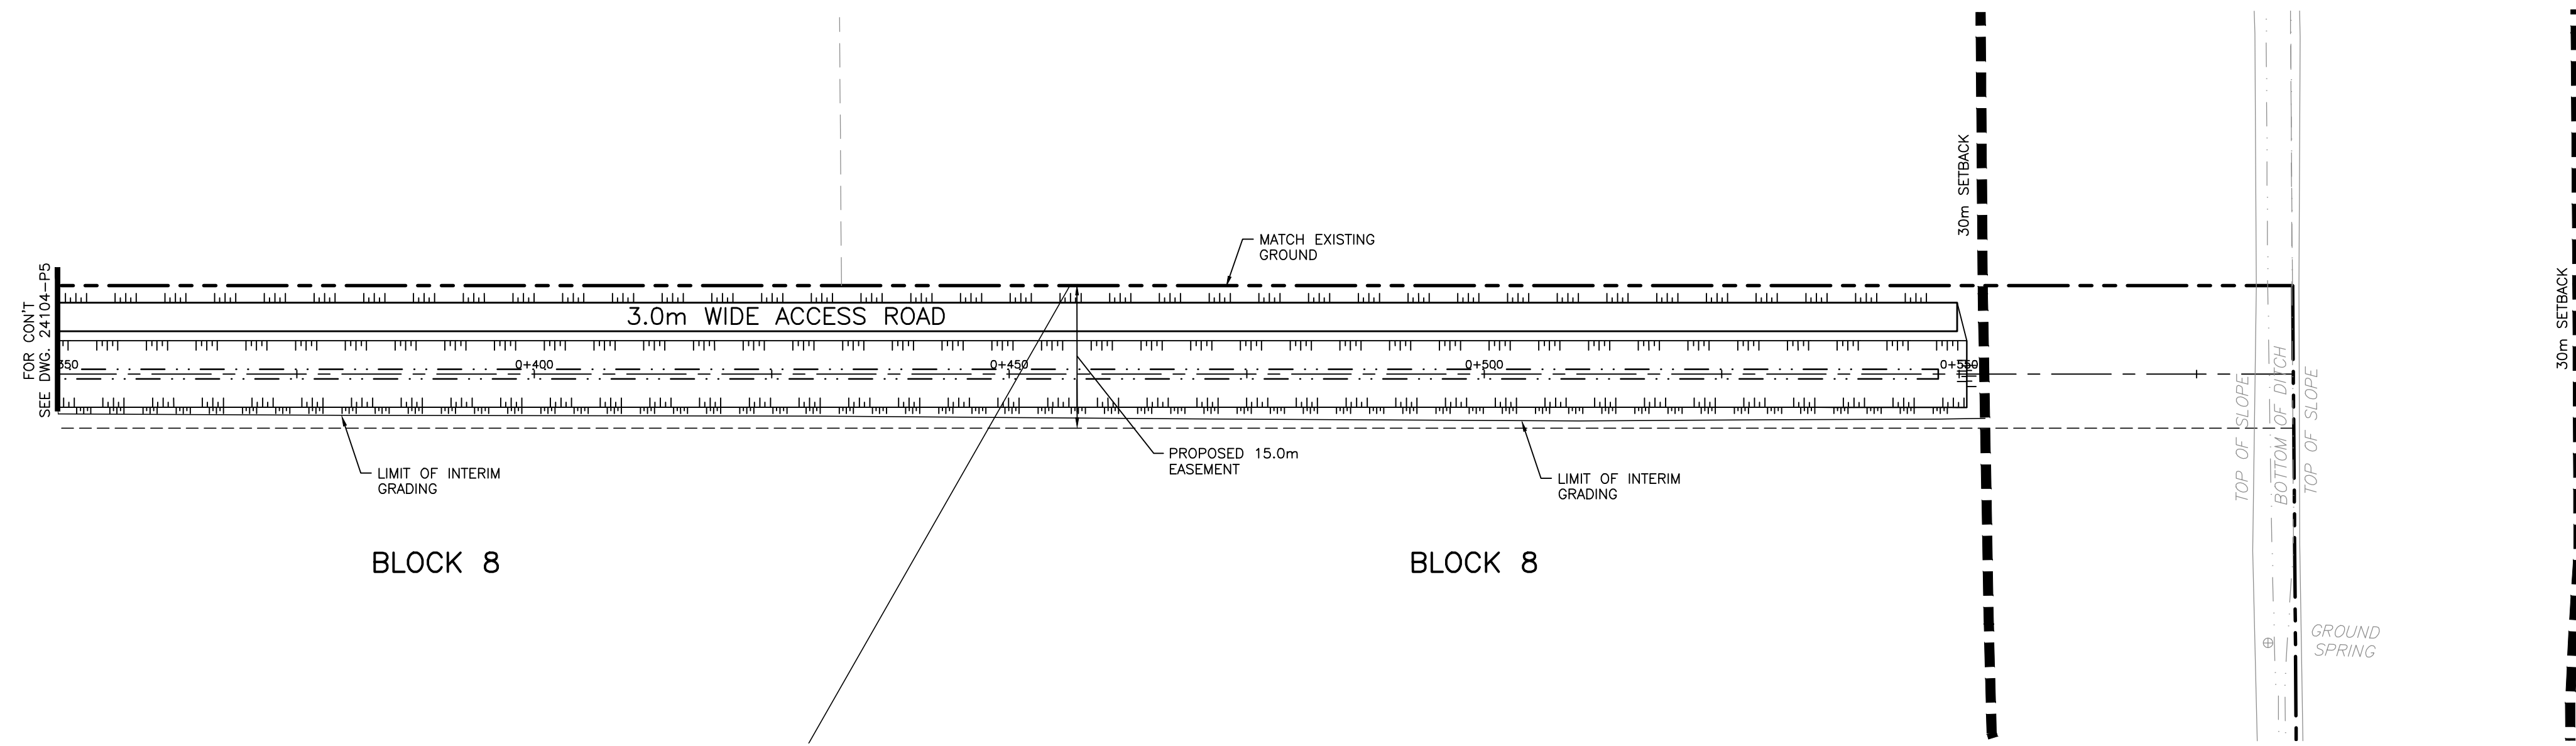 30m SETBACK
MATCH EXISTING
GROUND
FOR CON'T
SEE DWG. 24104-P5
3.0m WIDE ACCESS ROAD
350
0+400
0+450
0+500
0+550
30m SETBACK
TOP OF SLOPE
BOTTOM OF DITCH
TOP OF SLOPE
LIMIT OF INTERIM
GRADING
PROPOSED 15.0m
EASEMENT
LIMIT OF INTERIM
GRADING
BLOCK 8
BLOCK 8
GROUND
SPRING